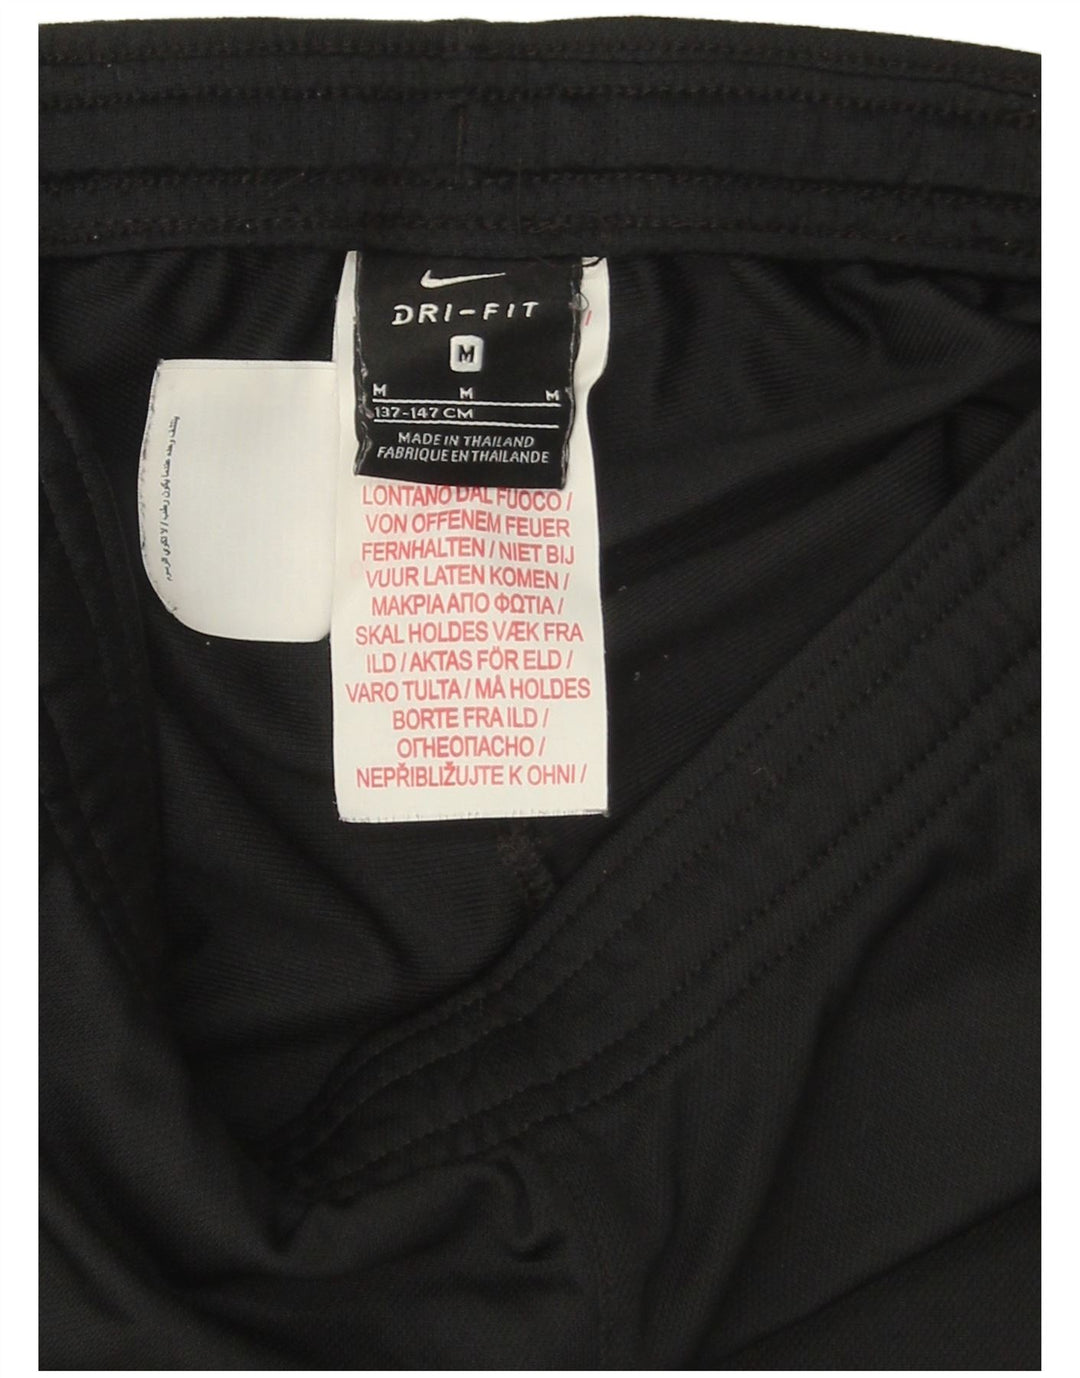 DRI-FIT
M
M M M
137-147 CM
MADE IN THAILAND
FABRIQUE EN THAILANDE
LONTANO DAL FUOCO /
VON OFFENEM FEUER
FERNHALTEN / NIET BIJ
VUUR LATEN KOMEN /
ΜΑΚΡΙΑ ΑΠΟ ΦΩΤΙΑ /
SKAL HOLDES VÆK FRA
ILD / AKTAS FÖR ELD /
VARO TULTA / MÅ HOLDES
BORTE FRA ILD /
ОГНЕОПАСНО /
NEPŘIBLIŽUJTE K OHNI /